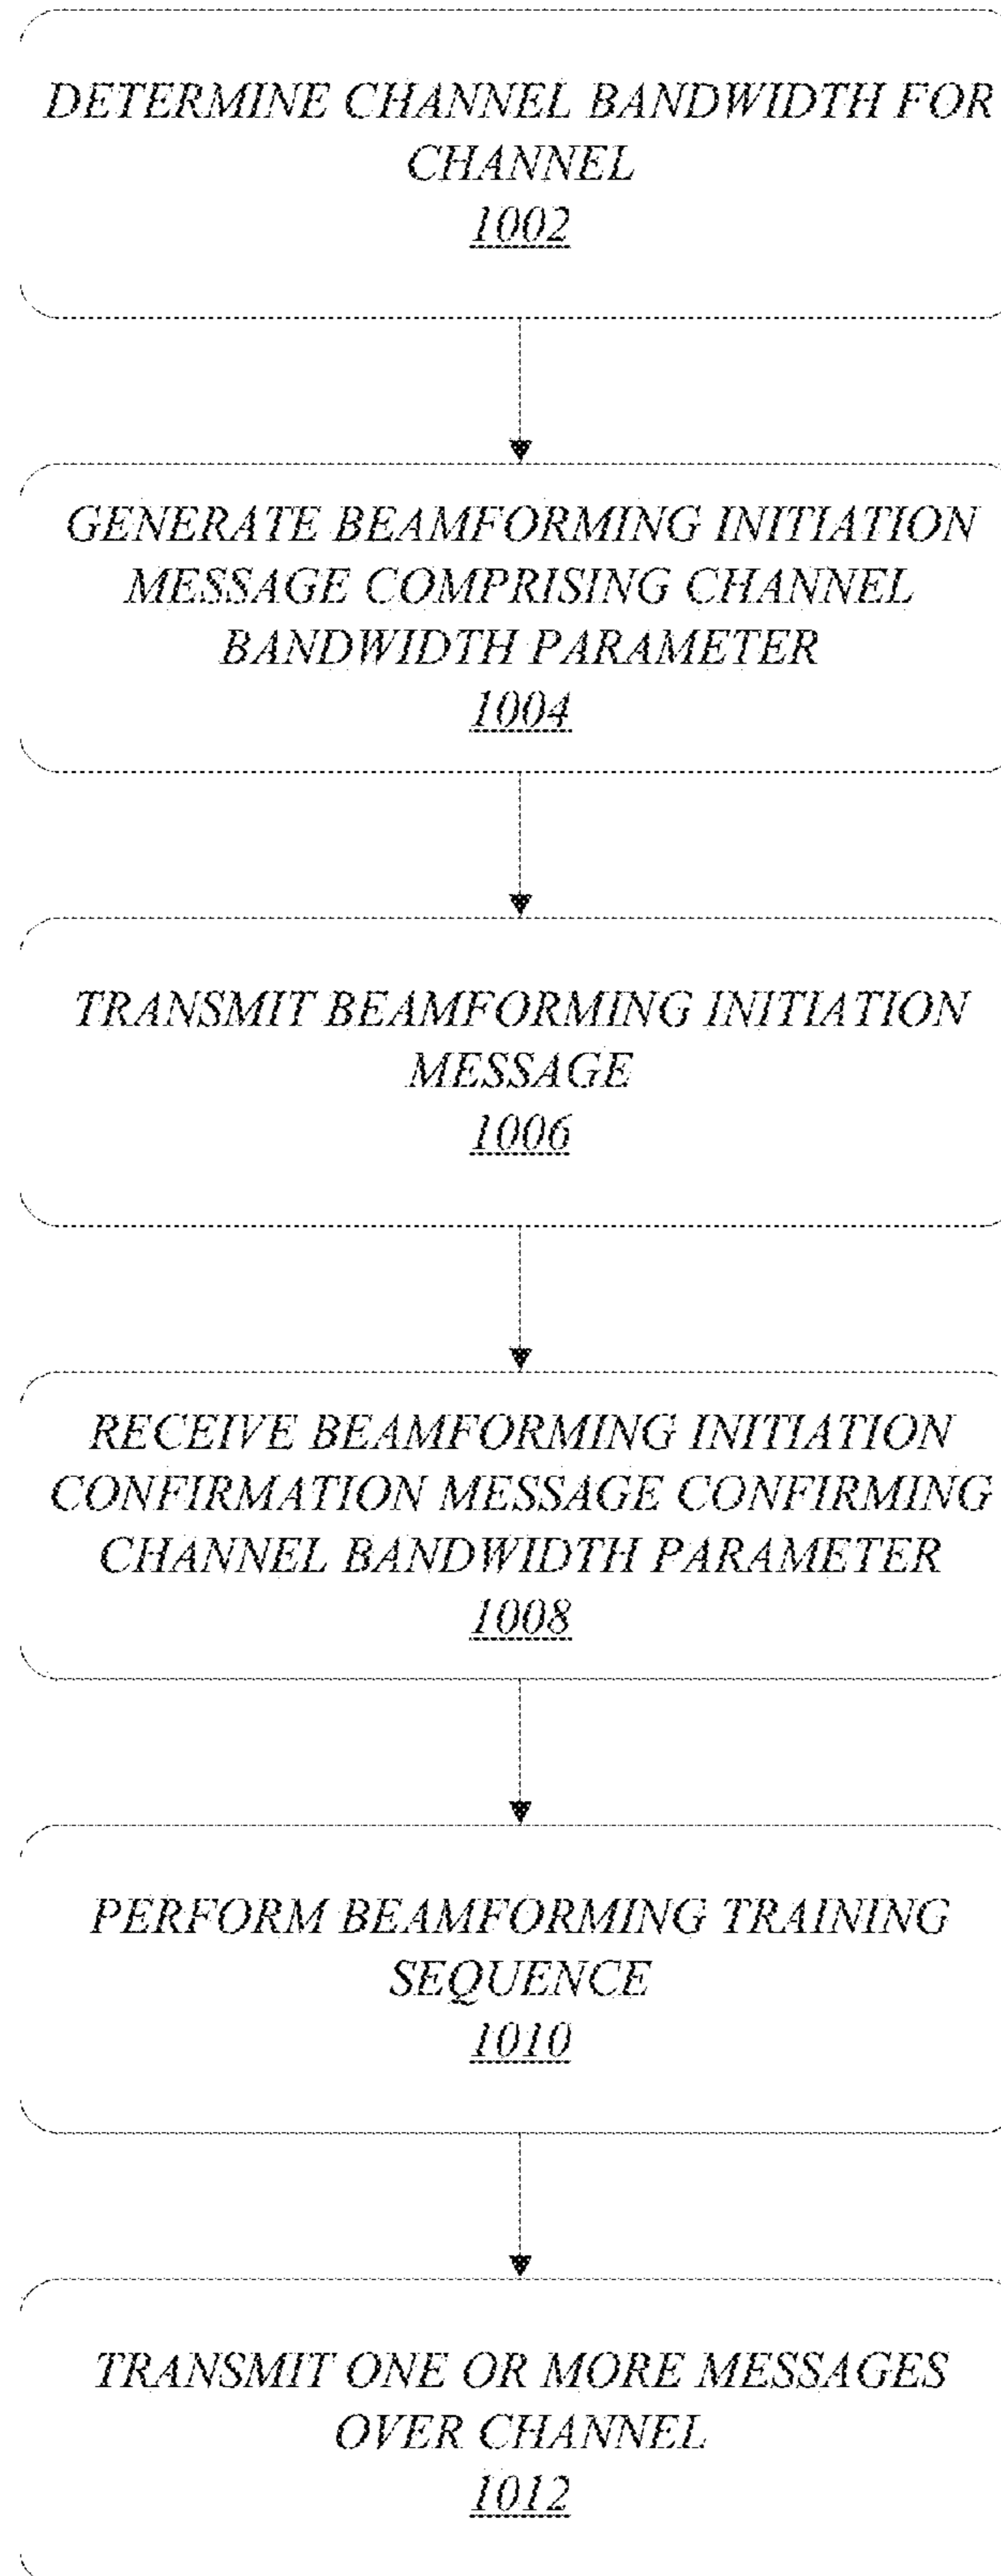 DETERMINE CHANNEL BANDWIDTH FOR
CHANNEL
1002
GENERATE BEAMFORMING INITIATION
MESSAGE COMPRISING CHANNEL
BANDWIDTH PARAMETER
1004
TRANSMIT BEAMFORMING INITIATION
MESSAGE
1006
RECEIVE BEAMFORMING INITIATION
CONFIRMATION MESSAGE CONFIRMING
CHANNEL BANDWIDTH PARAMETER
1008
PERFORM BEAMFORMING TRAINING
SEQUENCE
1010
TRANSMIT ONE OR MORE MESSAGES
OVER CHANNEL
1012